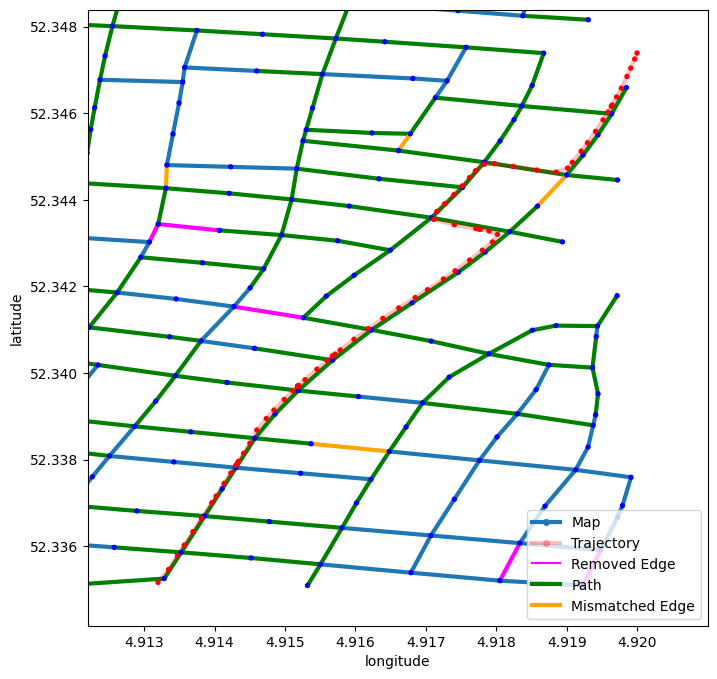 52.348
52.346
52.344
52.342
52.340
52.338
52.336
latitude
4.913
4.914
4.915
4.916
4.917
4.918
4.919
4.920
longitude
Map
Trajectory
Removed Edge
Path
Mismatched Edge